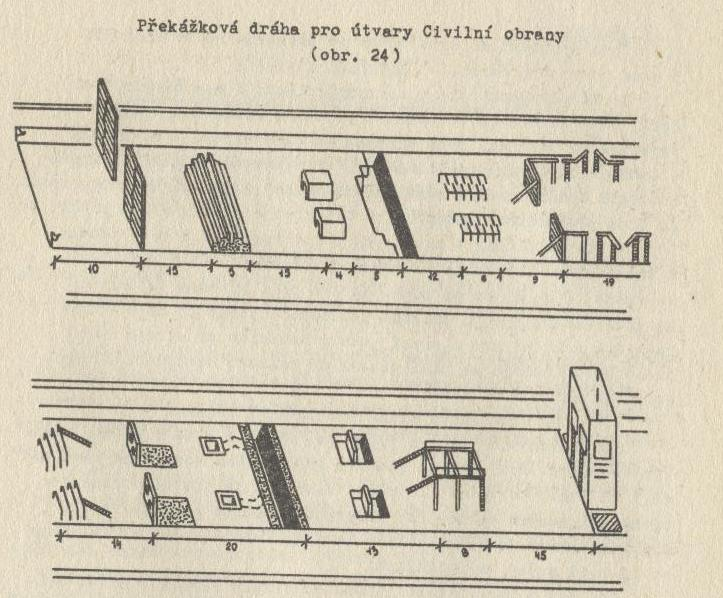 Překážková dráha pro útvary Civilní obrany
(obr. 24)
10 15 5 15 4 5 12 6 9 19
14 20 13 8 45